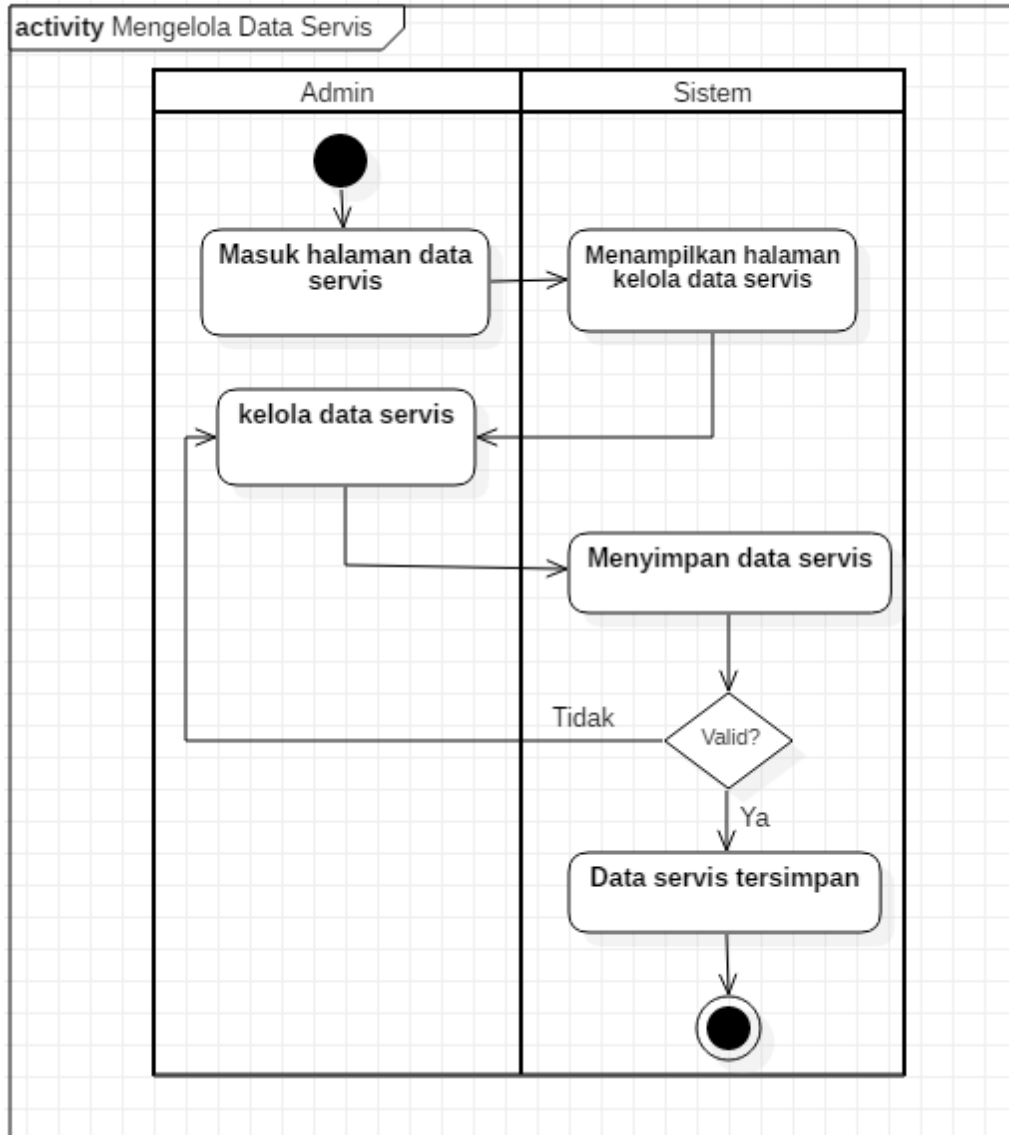 activity Mengelola Data Servis
Admin
Sistem
Masuk halaman data
servis
Menampilkan halaman
kelola data servis
kelola data servis
Menyimpan data servis
Tidak
Valid?
Ya
Data servis tersimpan